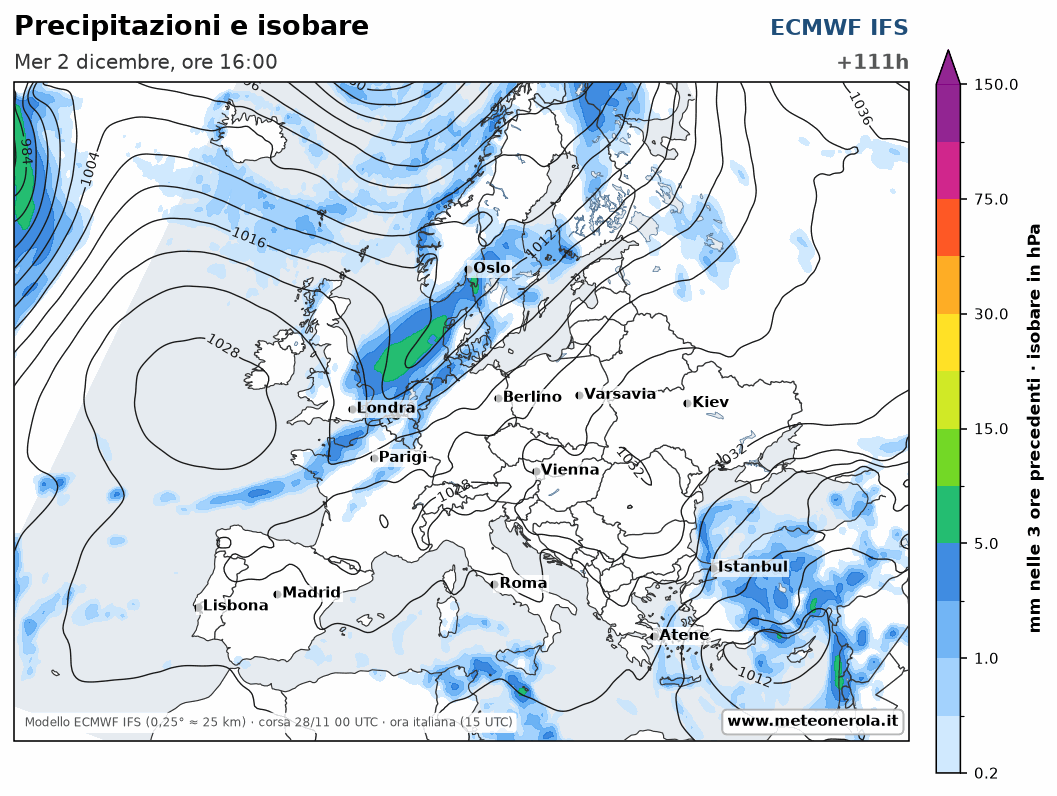 Precipitazioni e isobare
ECMWF IFS
Mer 2 dicembre, ore 16:00
+111h
984
1004
1016
1036
1028
1012
Oslo
Londra
Berlino
Varsavia
Kiev
Parigi
Vienna
1032
1032
1028
Istanbul
Roma
Madrid
Lisbona
Atene
1012
Modello ECMWF IFS (0,25° ≈ 25 km) · corsa 28/11 00 UTC · ora italiana (15 UTC)
www.meteonerola.it
150.0
75.0
30.0
15.0
5.0
1.0
0.2
mm nelle 3 ore precedenti · isobare in hPa